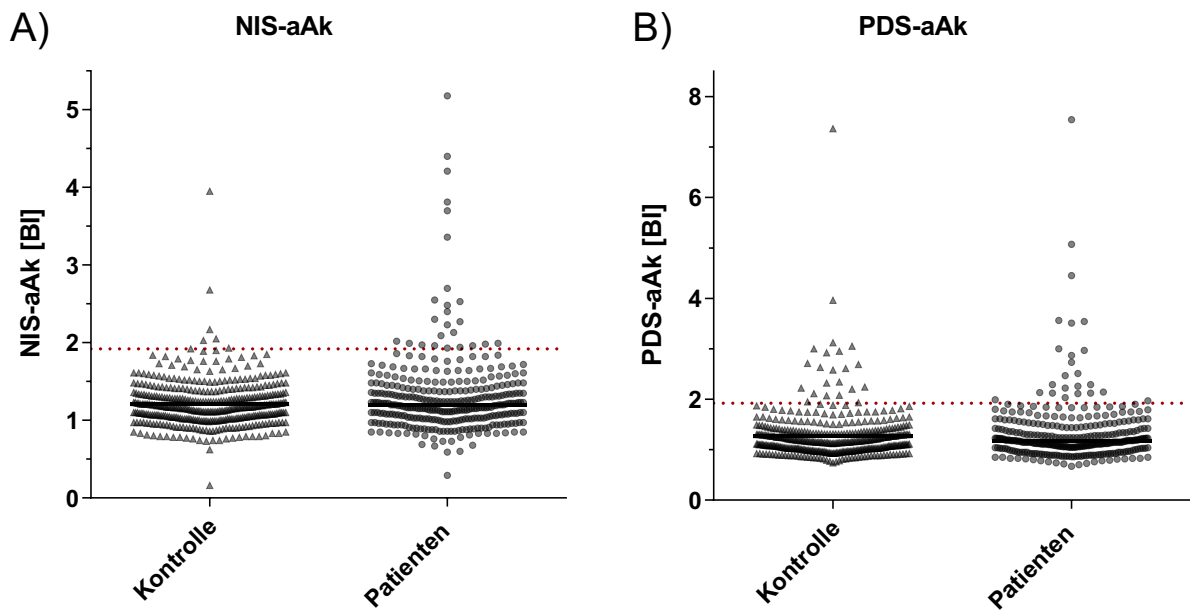 A)
NIS-aAk
NIS-aAk [BI]
5
4
3
2
1
0
Kontrolle
Patienten
B)
PDS-aAk
PDS-aAk [BI]
8
6
4
2
0
Kontrolle
Patienten